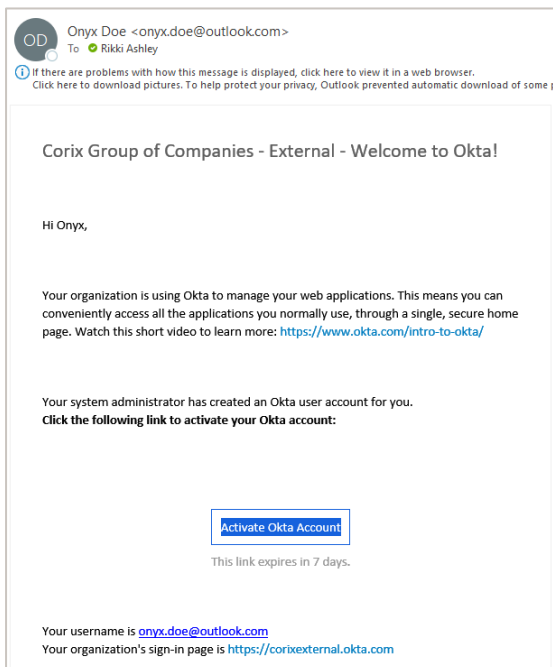 OD
Onyx Doe <onyx.doe@outlook.com>
To Rikki Ashley
If there are problems with how this message is displayed, click here to view it in a web browser.
Click here to download pictures. To help protect your privacy, Outlook prevented automatic download of some
Corix Group of Companies - External - Welcome to Okta!
Hi Onyx,
Your organization is using Okta to manage your web applications. This means you can
conveniently access all the applications you normally use, through a single, secure home
page. Watch this short video to learn more: https://www.okta.com/intro-to-okta/
Your system administrator has created an Okta user account for you.
Click the following link to activate your Okta account:
Activate Okta Account
This link expires in 7 days.
Your username is onyx.doe@outlook.com
Your organization's sign-in page is https://corixexternal.okta.com